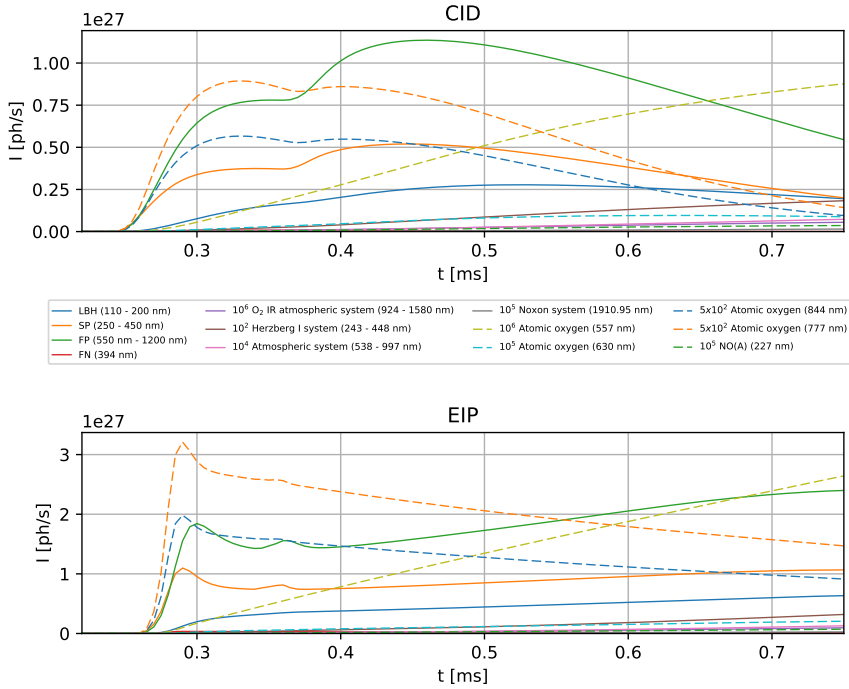 CID
1e27
1.00
0.75
0.50
0.25
0.00
I [ph/s]
0.3 0.4 0.5 0.6 0.7
t [ms]
LBH (110 - 200 nm) 10⁶ O₂ IR atmospheric system (924 - 1580 nm) 10⁵ Noxon system (1910.95 nm) 5x10² Atomic oxygen (844 nm)
SP (250 - 450 nm) 10² Herzberg I system (243 - 448 nm) 10⁶ Atomic oxygen (557 nm) 5x10² Atomic oxygen (777 nm)
FP (550 nm - 1200 nm) 10⁴ Atmospheric system (538 - 997 nm) 10⁵ Atomic oxygen (630 nm) 10⁵ NO(A) (227 nm)
FN (394 nm)
EIP
1e27
3
2
1
0
I [ph/s]
0.3 0.4 0.5 0.6 0.7
t [ms]